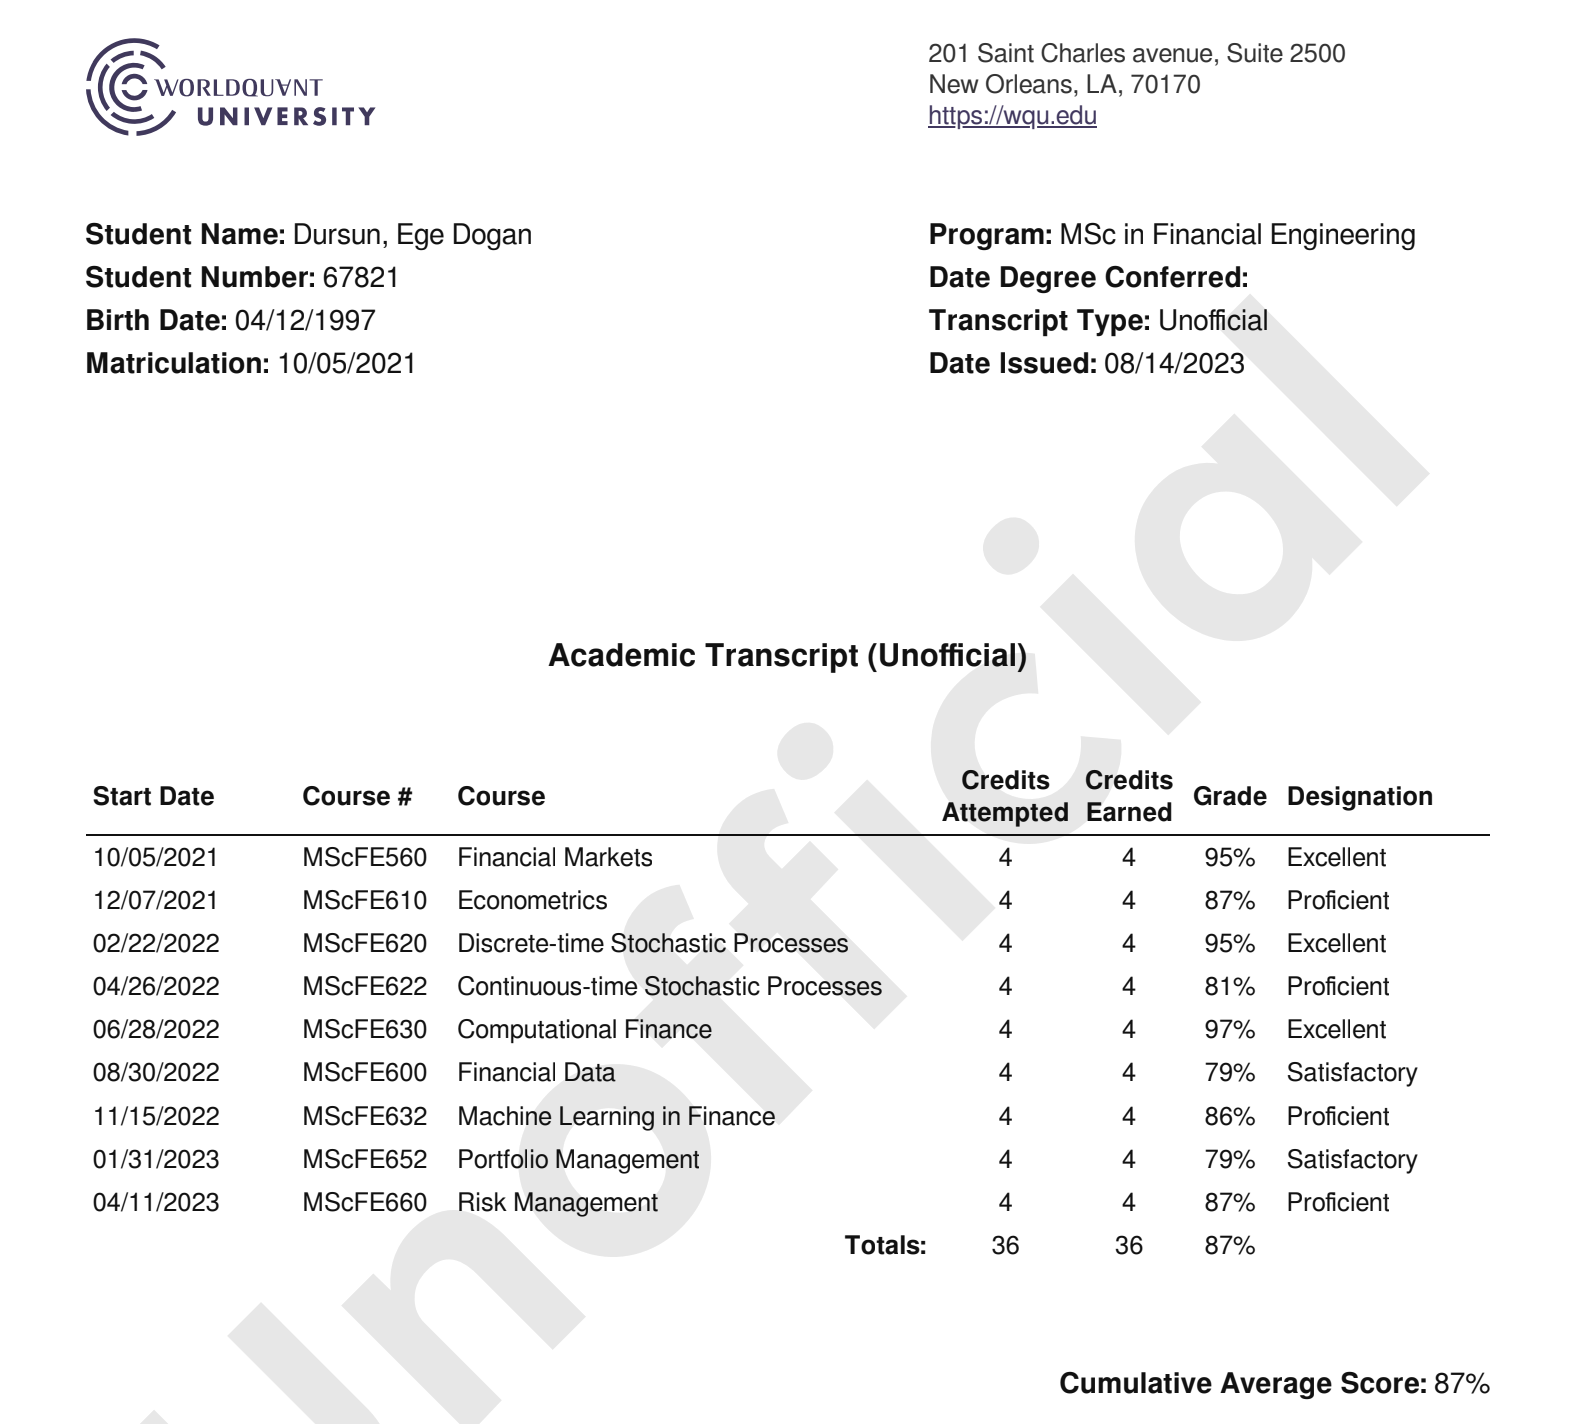 WORLDQUANT
UNIVERSITY
201 Saint Charles avenue, Suite 2500
New Orleans, LA, 70170
https://wqu.edu
Student Name: Dursun, Ege Dogan
Student Number: 67821
Birth Date: 04/12/1997
Matriculation: 10/05/2021
Program: MSc in Financial Engineering
Date Degree Conferred:
Transcript Type: Unofficial
Date Issued: 08/14/2023
Academic Transcript (Unofficial)
Start Date Course # Course Credits Attempted Credits Earned Grade Designation
10/05/2021 MScFE560 Financial Markets 4 4 95% Excellent
12/07/2021 MScFE610 Econometrics 4 4 87% Proficient
02/22/2022 MScFE620 Discrete-time Stochastic Processes 4 4 95% Excellent
04/26/2022 MScFE622 Continuous-time Stochastic Processes 4 4 81% Proficient
06/28/2022 MScFE630 Computational Finance 4 4 97% Excellent
08/30/2022 MScFE600 Financial Data 4 4 79% Satisfactory
11/15/2022 MScFE632 Machine Learning in Finance 4 4 86% Proficient
01/31/2023 MScFE652 Portfolio Management 4 4 79% Satisfactory
04/11/2023 MScFE660 Risk Management 4 4 87% Proficient
Totals: 36 36 87%
Cumulative Average Score: 87%
Unofficial